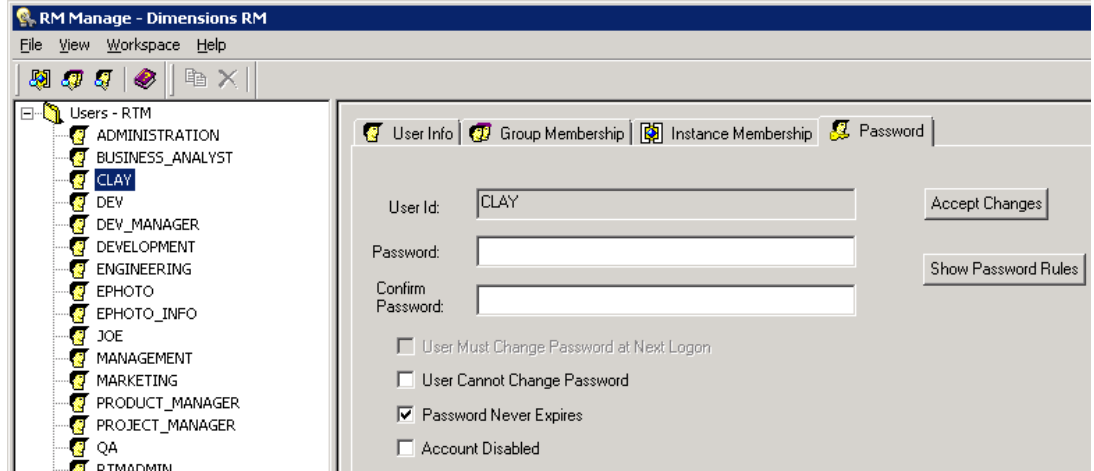 RM Manage - Dimensions RM
File View Workspace Help
Users - RTM
ADMINISTRATION
BUSINESS_ANALYST
CLAY
DEV
DEV_MANAGER
DEVELOPMENT
ENGINEERING
EPHOTO
EPHOTO_INFO
JOE
MANAGEMENT
MARKETING
PRODUCT_MANAGER
PROJECT_MANAGER
QA
RTMADMIN
User Info Group Membership Instance Membership Password
User Id: CLAY Accept Changes
Password:
Show Password Rules
Confirm
Password:
User Must Change Password at Next Logon
User Cannot Change Password
Password Never Expires
Account Disabled